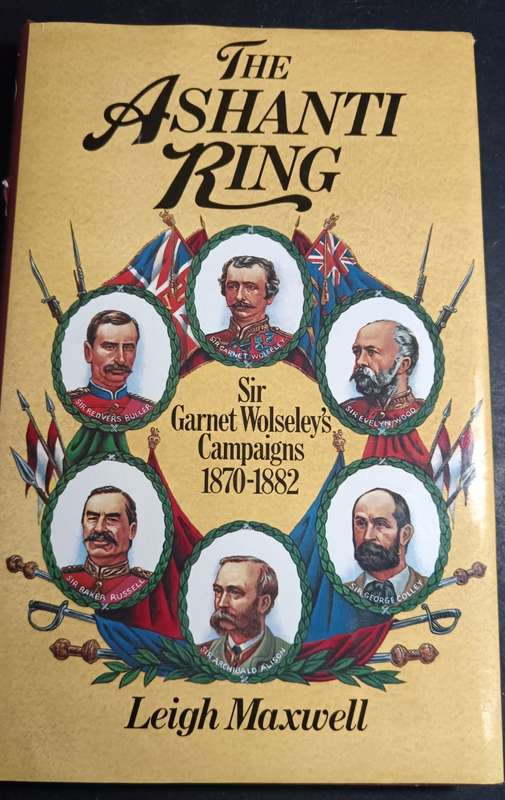 THE
ASHANTI
RING
SIR GARNET WOLSELEY
SIR REDVERS BULLER
SIR EVELYN WOOD
Sir
Garnet Wolseley's
Campaigns
1870-1882
SIR BAKER RUSSELL
SIR GEORGE COLLEY
SIR ARCHIBALD ALISON
Leigh Maxwell